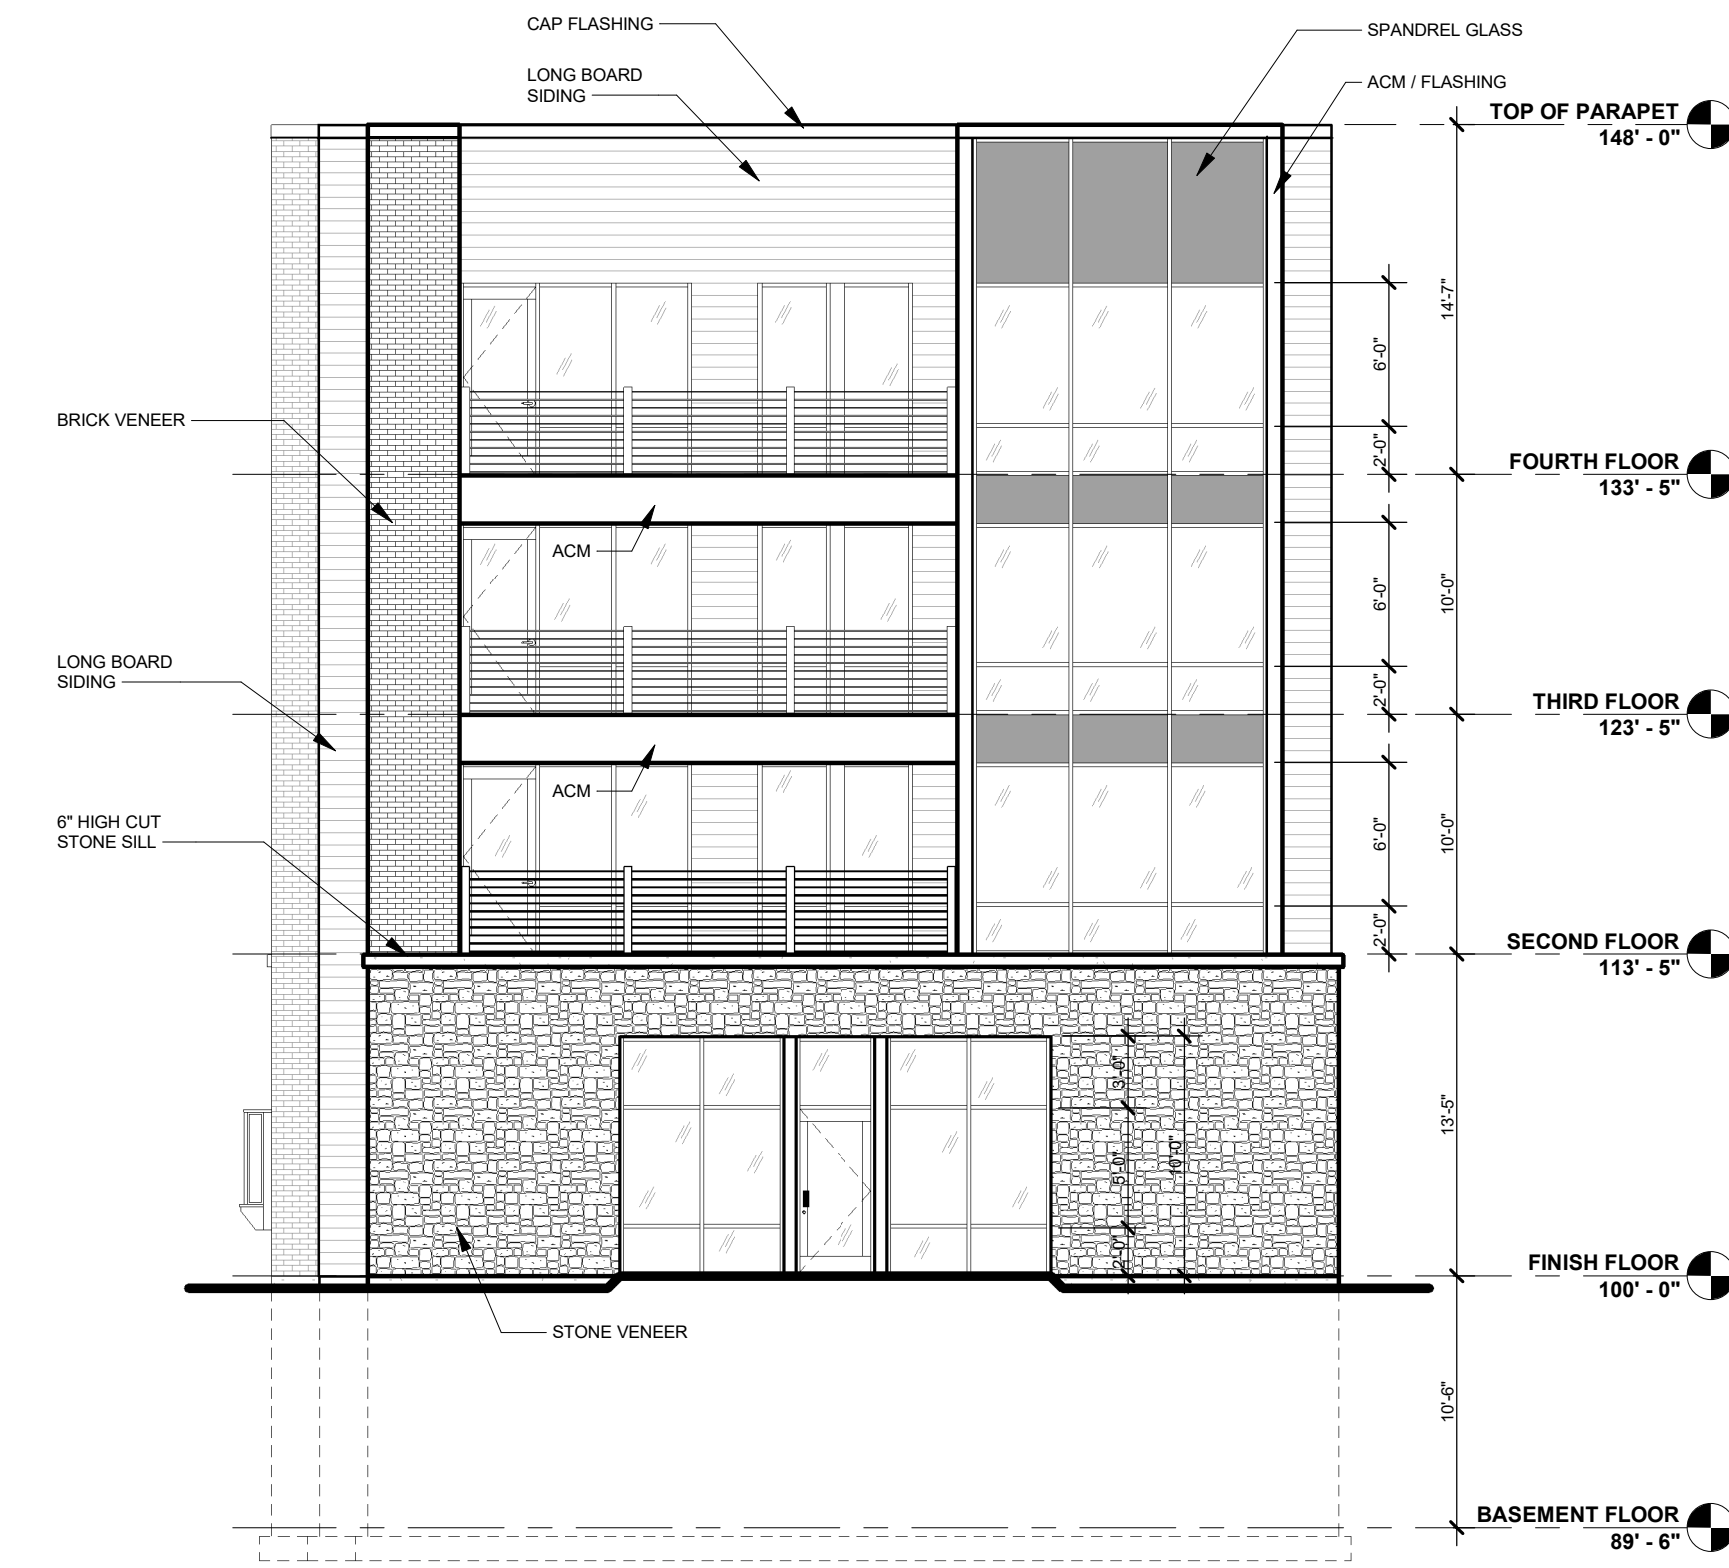 CAP FLASHING
SPANDREL GLASS
LONG BOARD
SIDING
ACM / FLASHING
TOP OF PARAPET
148' - 0"
14'-7"
6'-0"
BRICK VENEER
2'-0"
FOURTH FLOOR
133' - 5"
ACM
6'-0"
10'-0"
LONG BOARD
SIDING
2'-0"
THIRD FLOOR
123' - 5"
ACM
6" HIGH CUT
STONE SILL
6'-0"
10'-0"
2'-0"
SECOND FLOOR
113' - 5"
3'-0"
13'-5"
5'-0"
10'-0"
2'-0"
FINISH FLOOR
100' - 0"
STONE VENEER
10'-6"
BASEMENT FLOOR
89' - 6"